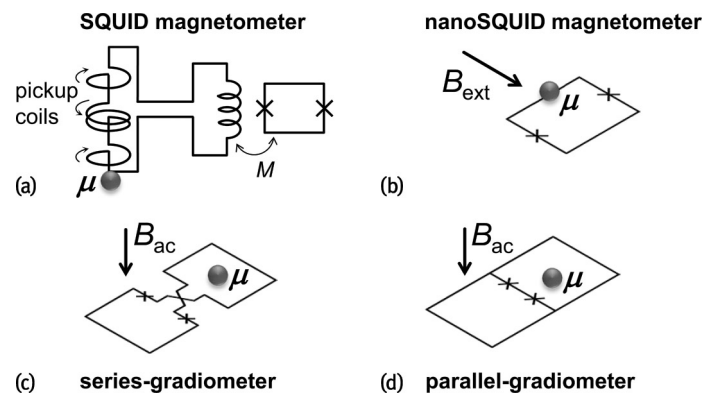 SQUID magnetometer
nanoSQUID magnetometer
pickup
coils
μ
M
(a)
B_ext
μ
(b)
B_ac
μ
(c) series-gradiometer
B_ac
μ
(d) parallel-gradiometer